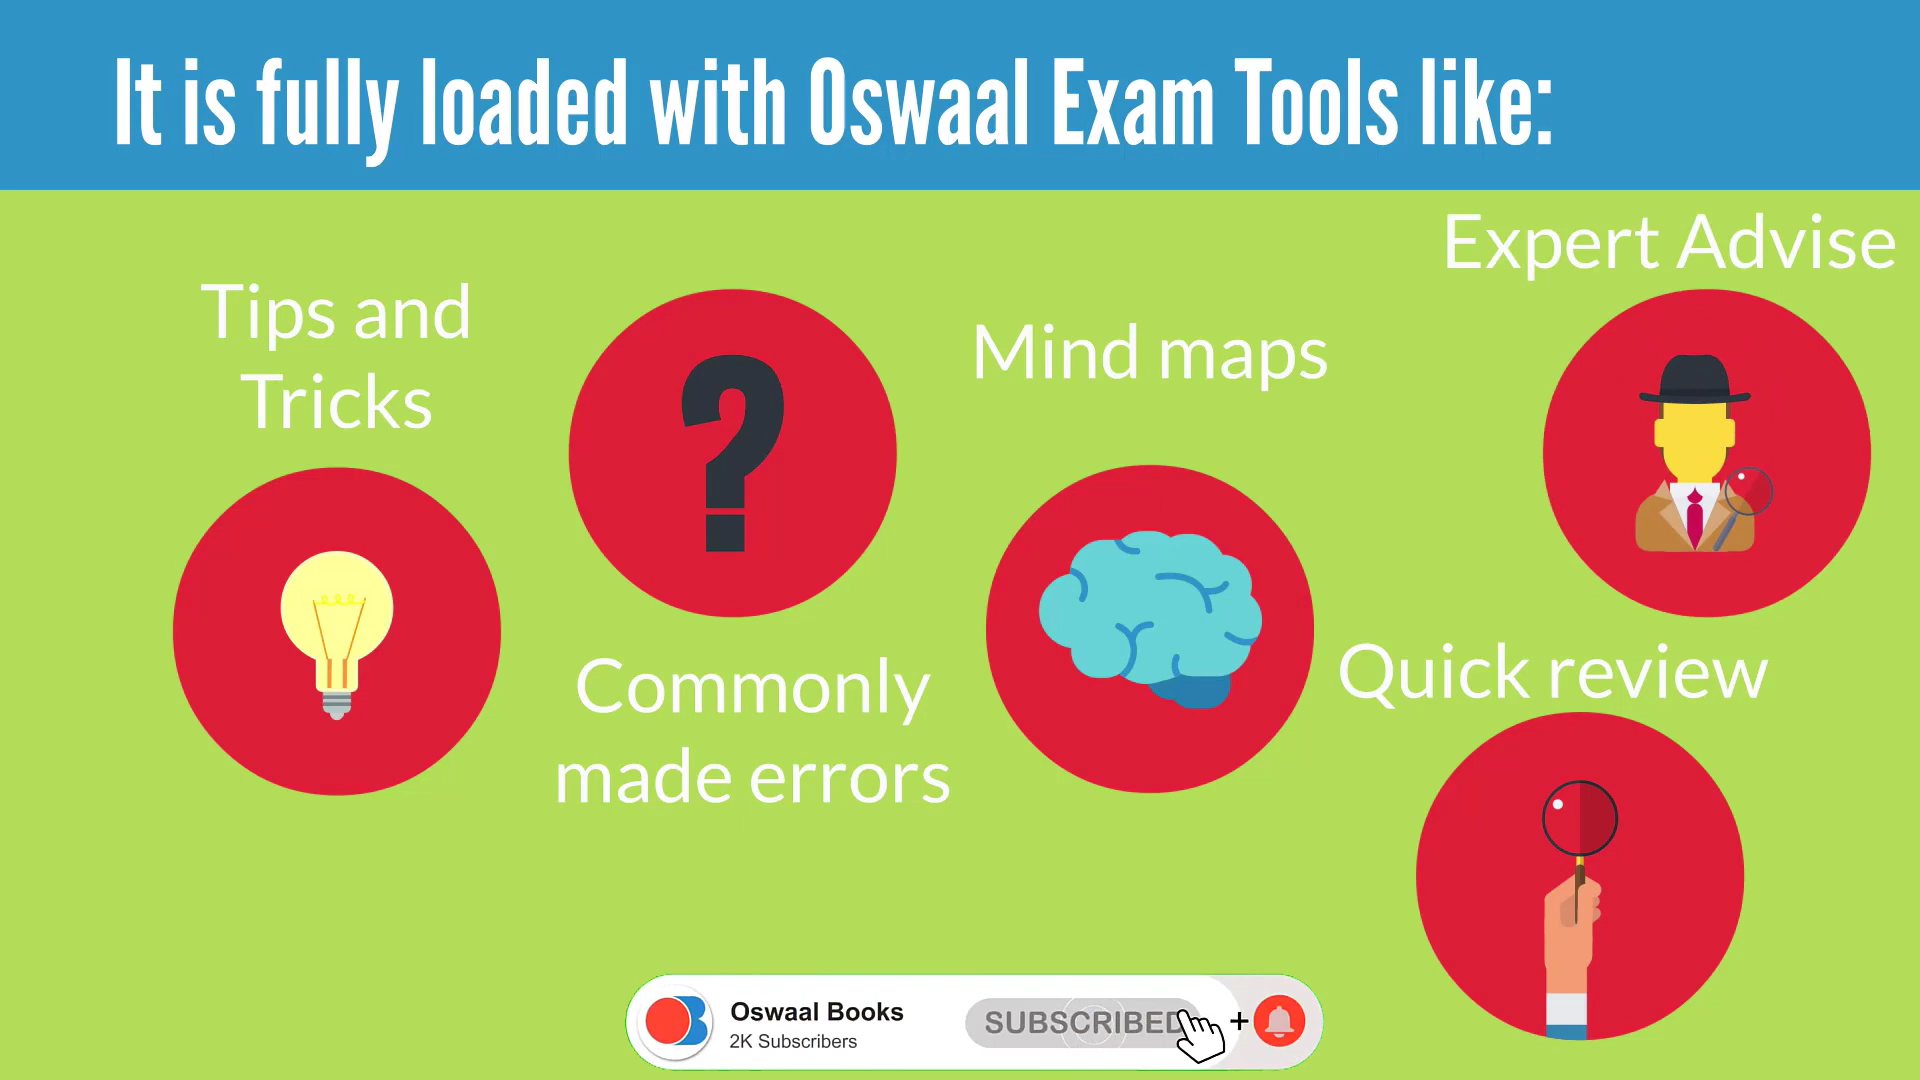 It is fully loaded with Oswaal Exam Tools like:
Tips and
Tricks
Commonly
made errors
Mind maps
Expert Advise
Quick review
Oswaal Books
2K Subscribers
SUBSCRIBED
+